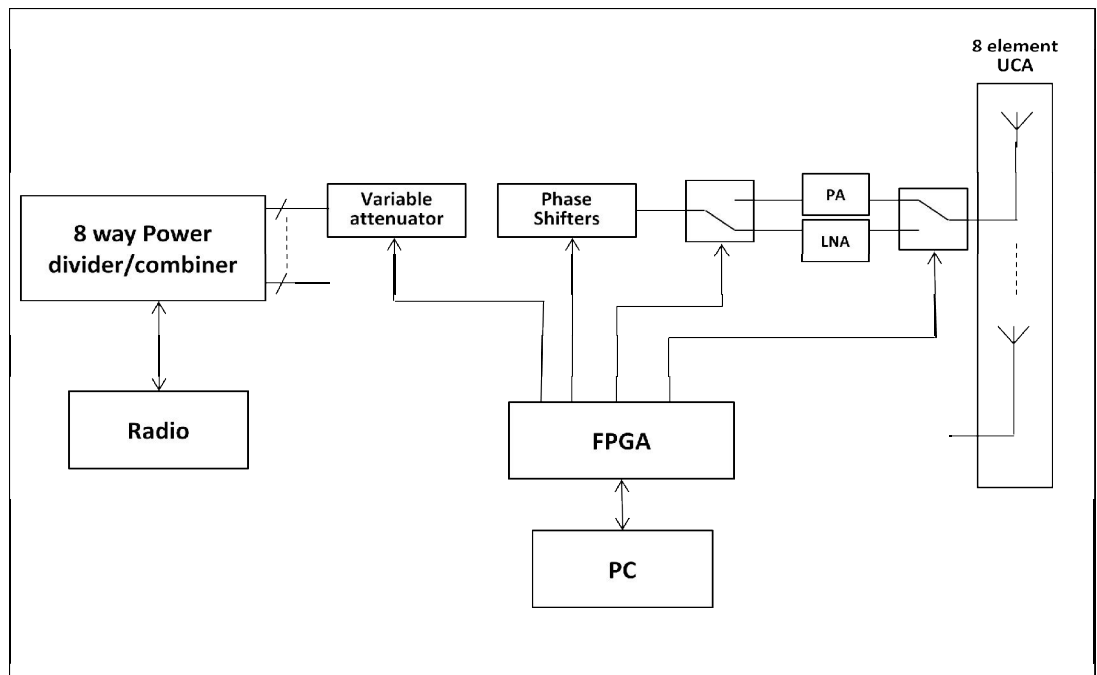 8 element
UCA
Variable
attenuator
Phase
Shifters
PA
LNA
8 way Power
divider/combiner
Radio
FPGA
PC